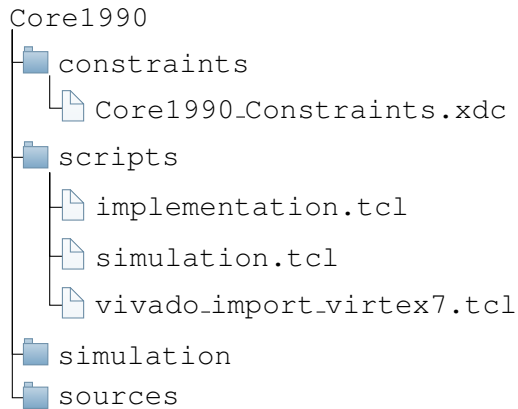 Core1990
constraints
Core1990_Constraints.xdc
scripts
implementation.tcl
simulation.tcl
vivado_import_virtex7.tcl
simulation
sources